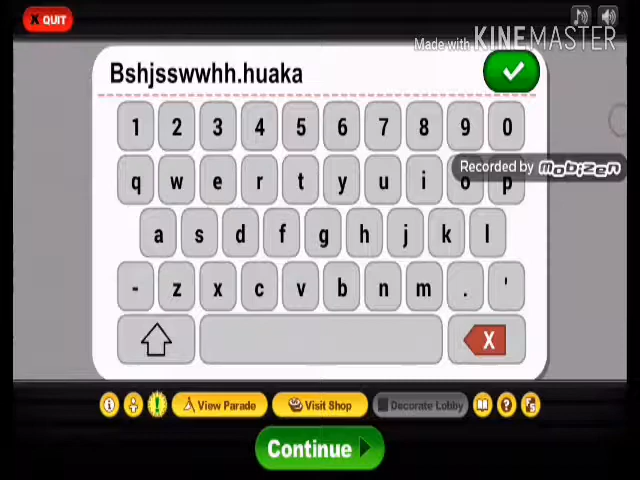 X QUIT
Made with KINEMASTER
Bshjsswwhh.huaka
1 2 3 4 5 6 7 8 9 0
Recorded by mobizen
q w e r t y u i o p
a s d f g h j k l
- z x c v b n m . '
X
i ! View Parade Visit Shop Decorate Lobby ?
Continue